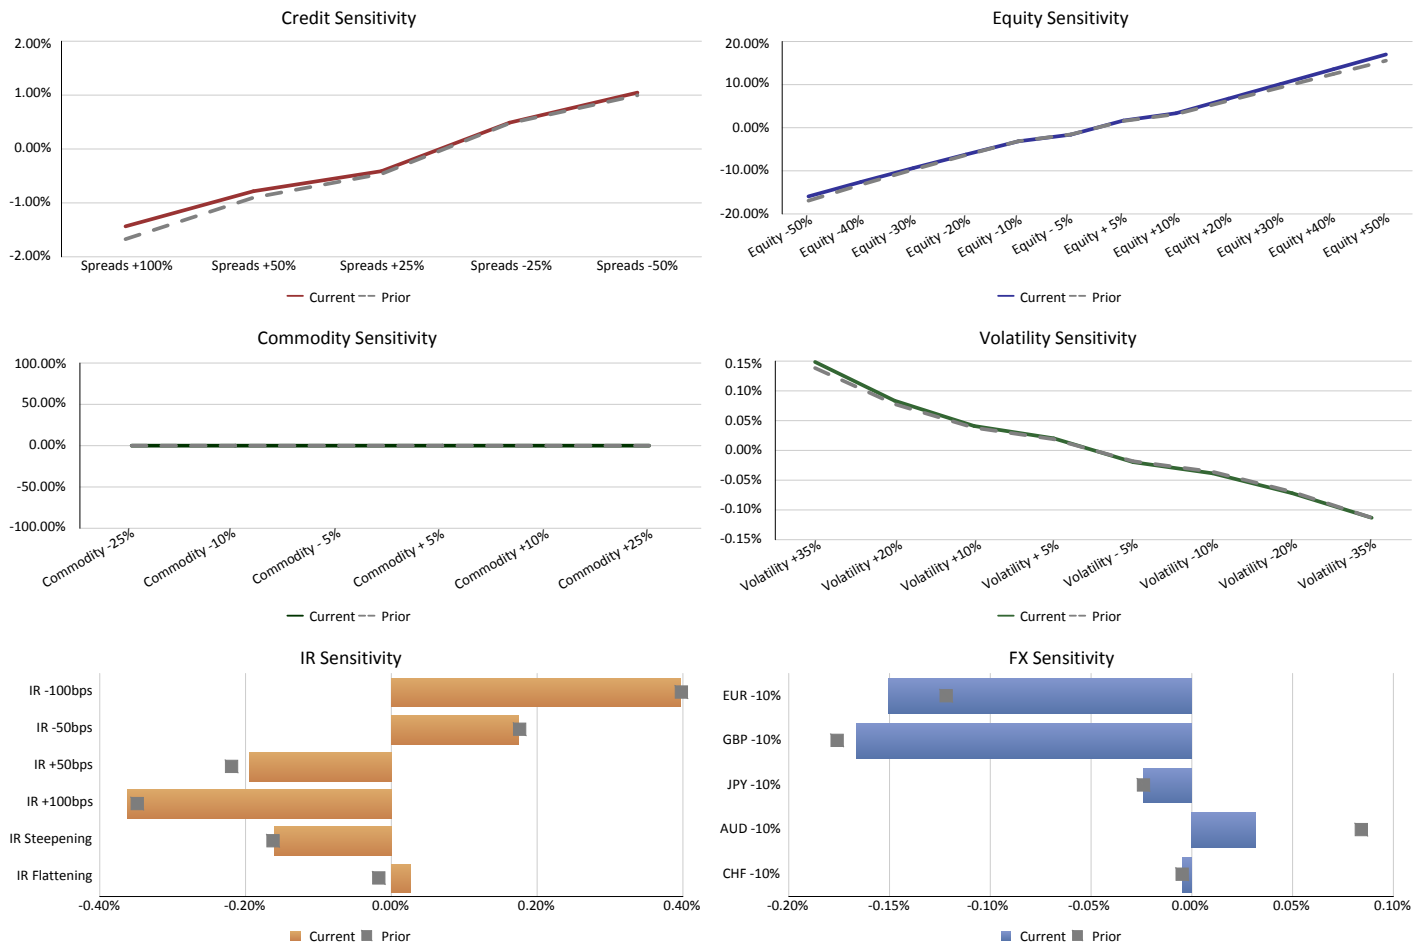 Credit Sensitivity
2.00%
1.00%
0.00%
-1.00%
-2.00%
Spreads +100% Spreads +50% Spreads +25% Spreads -25% Spreads -50%
Current Prior
Equity Sensitivity
20.00%
10.00%
0.00%
-10.00%
-20.00%
Equity -50% Equity -40% Equity -30% Equity -20% Equity -10% Equity - 5% Equity + 5% Equity +10% Equity +20% Equity +30% Equity +40% Equity +50%
Current Prior
Commodity Sensitivity
100.00%
50.00%
0.00%
-50.00%
-100.00%
Commodity -25% Commodity -10% Commodity - 5% Commodity + 5% Commodity +10% Commodity +25%
Current Prior
Volatility Sensitivity
0.15%
0.10%
0.05%
0.00%
-0.05%
-0.10%
-0.15%
Volatility +35% Volatility +20% Volatility +10% Volatility + 5% Volatility - 5% Volatility -10% Volatility -20% Volatility -35%
Current Prior
IR Sensitivity
IR -100bps
IR -50bps
IR +50bps
IR +100bps
IR Steepening
IR Flattening
-0.40% -0.20% 0.00% 0.20% 0.40%
Current Prior
FX Sensitivity
EUR -10%
GBP -10%
JPY -10%
AUD -10%
CHF -10%
-0.20% -0.15% -0.10% -0.05% 0.00% 0.05% 0.10%
Current Prior